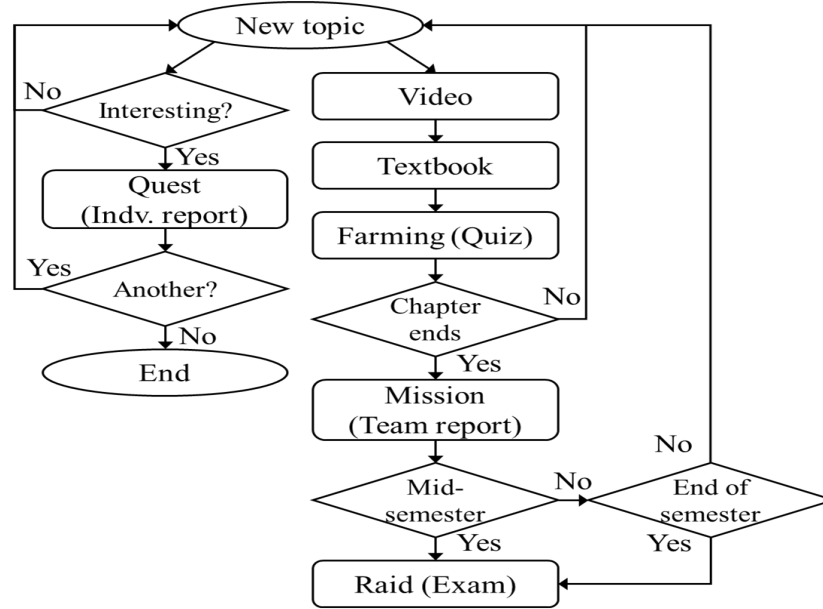 New topic
No
Interesting?
Yes
Quest
(Indv. report)
Yes
Another?
No
End
Video
Textbook
Farming (Quiz)
No
Chapter
ends
Yes
Mission
(Team report)
No
Mid-
semester
No
End of
semester
Yes
Yes
Raid (Exam)